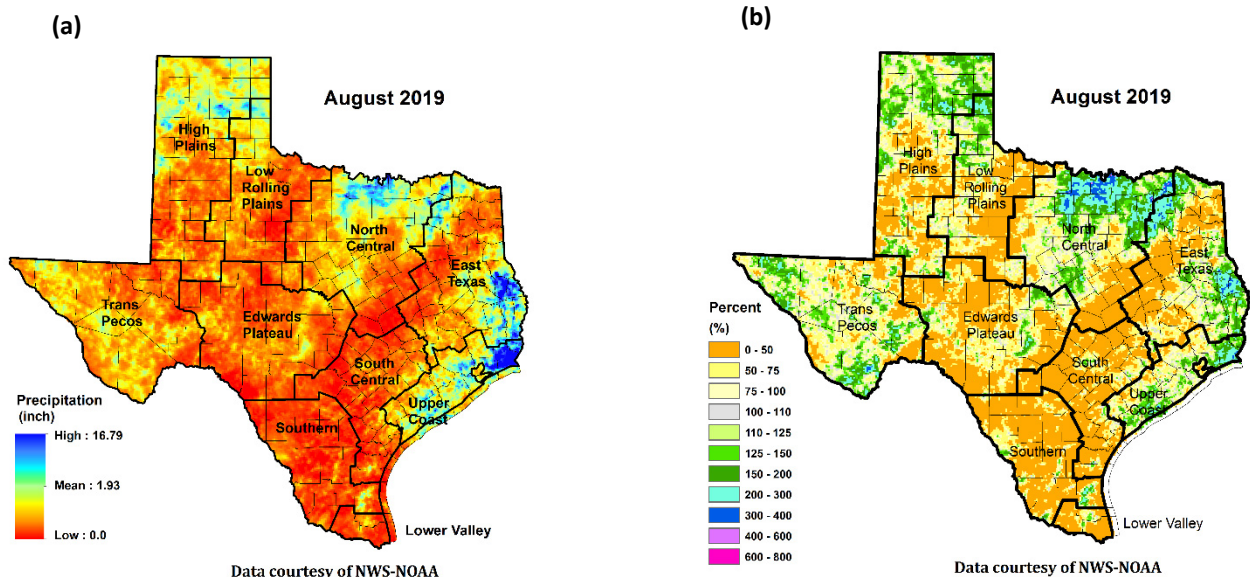 (a)
August 2019
High
Plains
Low
Rolling
Plains
North
Central
East
Texas
Trans
Pecos
Edwards
Plateau
South
Central
Upper
Coast
Southern
Lower Valley
Precipitation
(inch)
High : 16.79
Mean : 1.93
Low : 0.0
Data courtesy of NWS-NOAA
(b)
August 2019
High
Plains
Low
Rolling
Plains
North
Central
East
Texas
Trans
Pecos
Edwards
Plateau
South
Central
Upper
Coast
Southern
Lower Valley
Percent
(%)
0 - 50
50 - 75
75 - 100
100 - 110
110 - 125
125 - 150
150 - 200
200 - 300
300 - 400
400 - 600
600 - 800
Data courtesy of NWS-NOAA